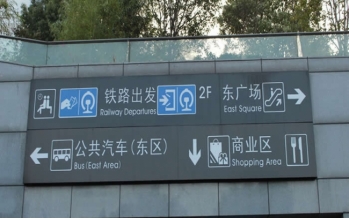 铁路出发 2F 东广场
Railway Departures East Square
公共汽车(东区) 商业区
Bus(East Area) Shopping Area